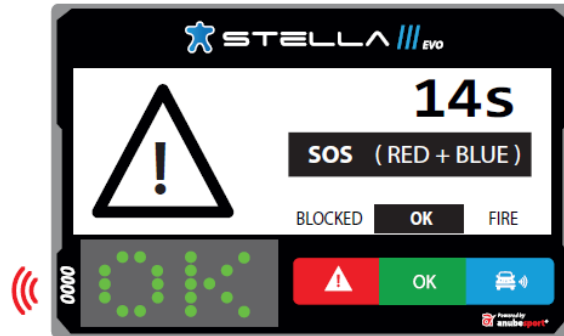 STELLA III EVO
14s
!
SOS ( RED + BLUE )
BLOCKED OK FIRE
0000
OK
! OK
Powered by
anubesport